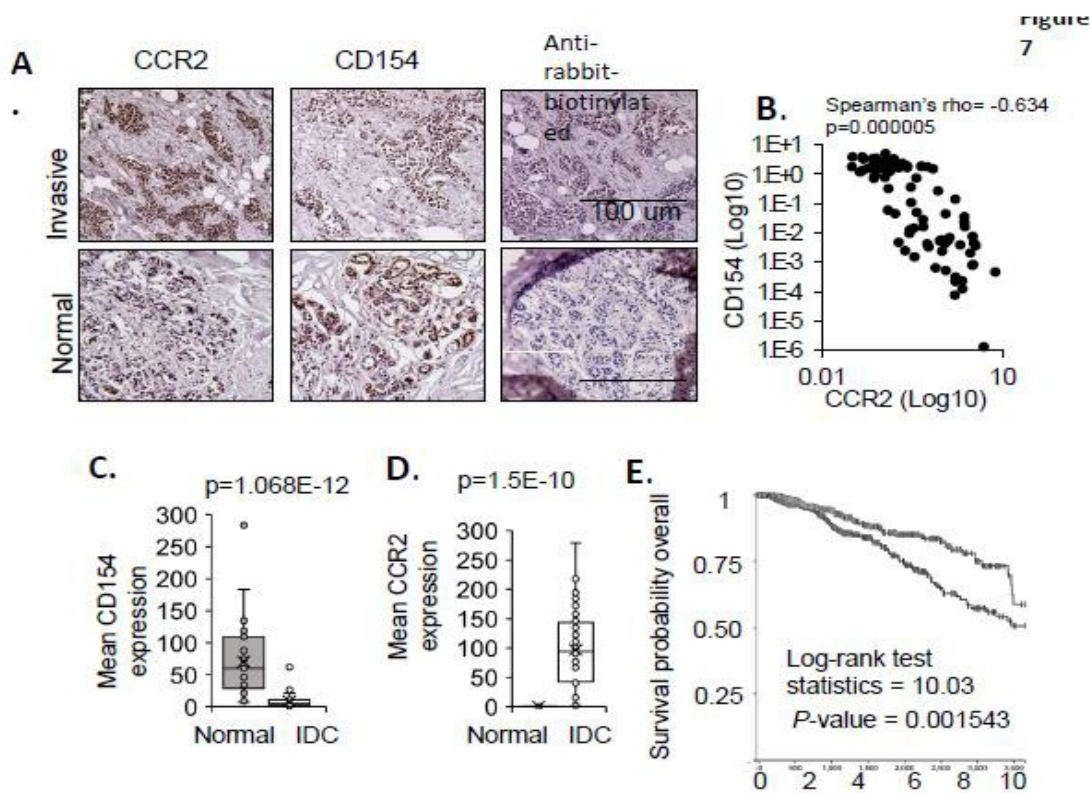 Figure
7
A
.
CCR2
CD154
Anti-
rabbit-
biotinylat
ed
Invasive
Normal
100 um
B.
Spearman's rho= -0.634
p=0.000005
CD154 (Log10)
1E+1
1E+0
1E-1
1E-2
1E-3
1E-4
1E-5
1E-6
0.01
10
CCR2 (Log10)
C.
p=1.068E-12
Mean CD154
expression
300
250
200
150
100
50
0
Normal IDC
D.
p=1.5E-10
Mean CCR2
expression
300
250
200
150
100
50
0
Normal IDC
E.
Survival probability overall
1
0.75
0.50
0.25
Log-rank test
statistics = 10.03
P-value = 0.001543
0 2 4 6 8 10